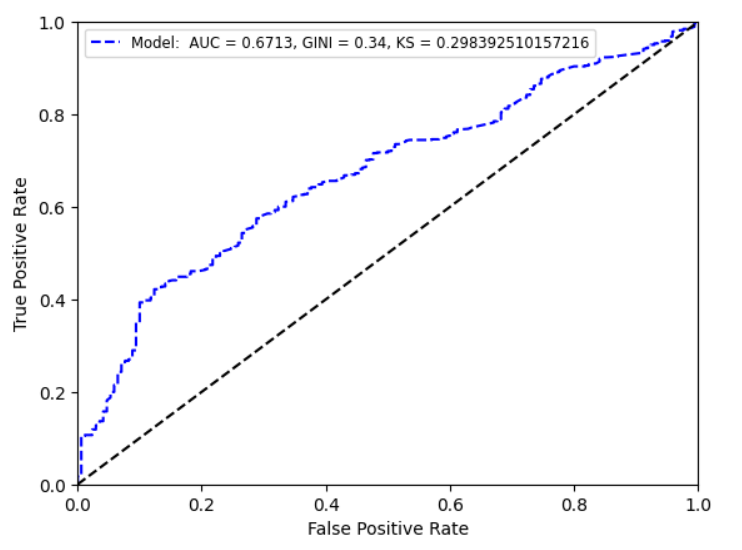 1.0
Model: AUC = 0.6713, GINI = 0.34, KS = 0.298392510157216
0.8
0.6
0.4
0.2
0.0
True Positive Rate
0.0 0.2 0.4 0.6 0.8 1.0
False Positive Rate